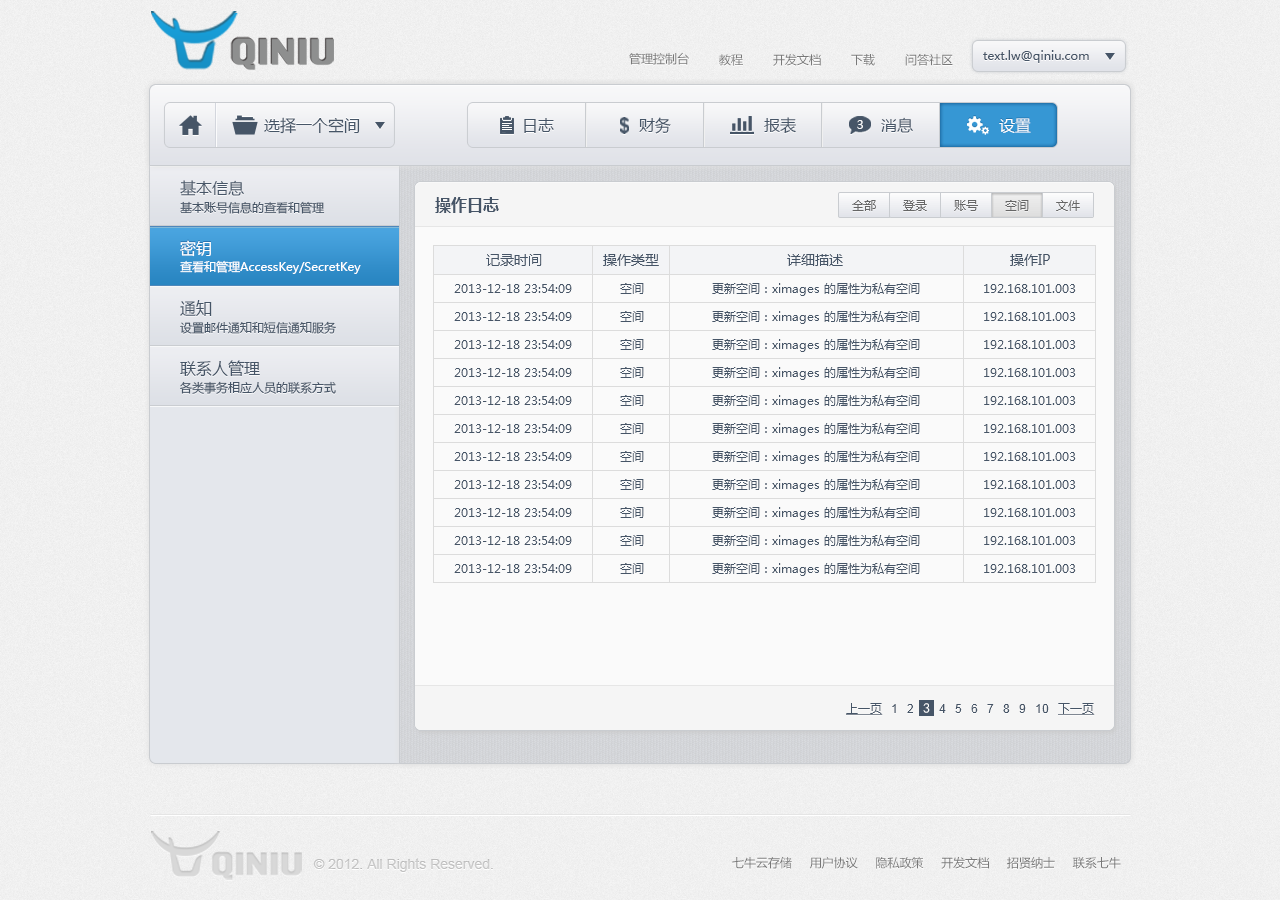 QINIU
管理控制台 教程 开发文档 下载 问答社区 text.lw@qiniu.com
选择一个空间 日志 财务 报表 3 消息 设置
基本信息
基本账号信息的查看和管理
密钥
查看和管理AccessKey/SecretKey
通知
设置邮件通知和短信通知服务
联系人管理
各类事务相应人员的联系方式
操作日志 全部 登录 账号 空间 文件
记录时间 操作类型 详细描述 操作IP
2013-12-18 23:54:09 空间 更新空间：ximages 的属性为私有空间 192.168.101.003
2013-12-18 23:54:09 空间 更新空间：ximages 的属性为私有空间 192.168.101.003
2013-12-18 23:54:09 空间 更新空间：ximages 的属性为私有空间 192.168.101.003
2013-12-18 23:54:09 空间 更新空间：ximages 的属性为私有空间 192.168.101.003
2013-12-18 23:54:09 空间 更新空间：ximages 的属性为私有空间 192.168.101.003
2013-12-18 23:54:09 空间 更新空间：ximages 的属性为私有空间 192.168.101.003
2013-12-18 23:54:09 空间 更新空间：ximages 的属性为私有空间 192.168.101.003
2013-12-18 23:54:09 空间 更新空间：ximages 的属性为私有空间 192.168.101.003
2013-12-18 23:54:09 空间 更新空间：ximages 的属性为私有空间 192.168.101.003
2013-12-18 23:54:09 空间 更新空间：ximages 的属性为私有空间 192.168.101.003
2013-12-18 23:54:09 空间 更新空间：ximages 的属性为私有空间 192.168.101.003
上一页 1 2 3 4 5 6 7 8 9 10 下一页
QINIU © 2012. All Rights Reserved. 七牛云存储 用户协议 隐私政策 开发文档 招贤纳士 联系七牛